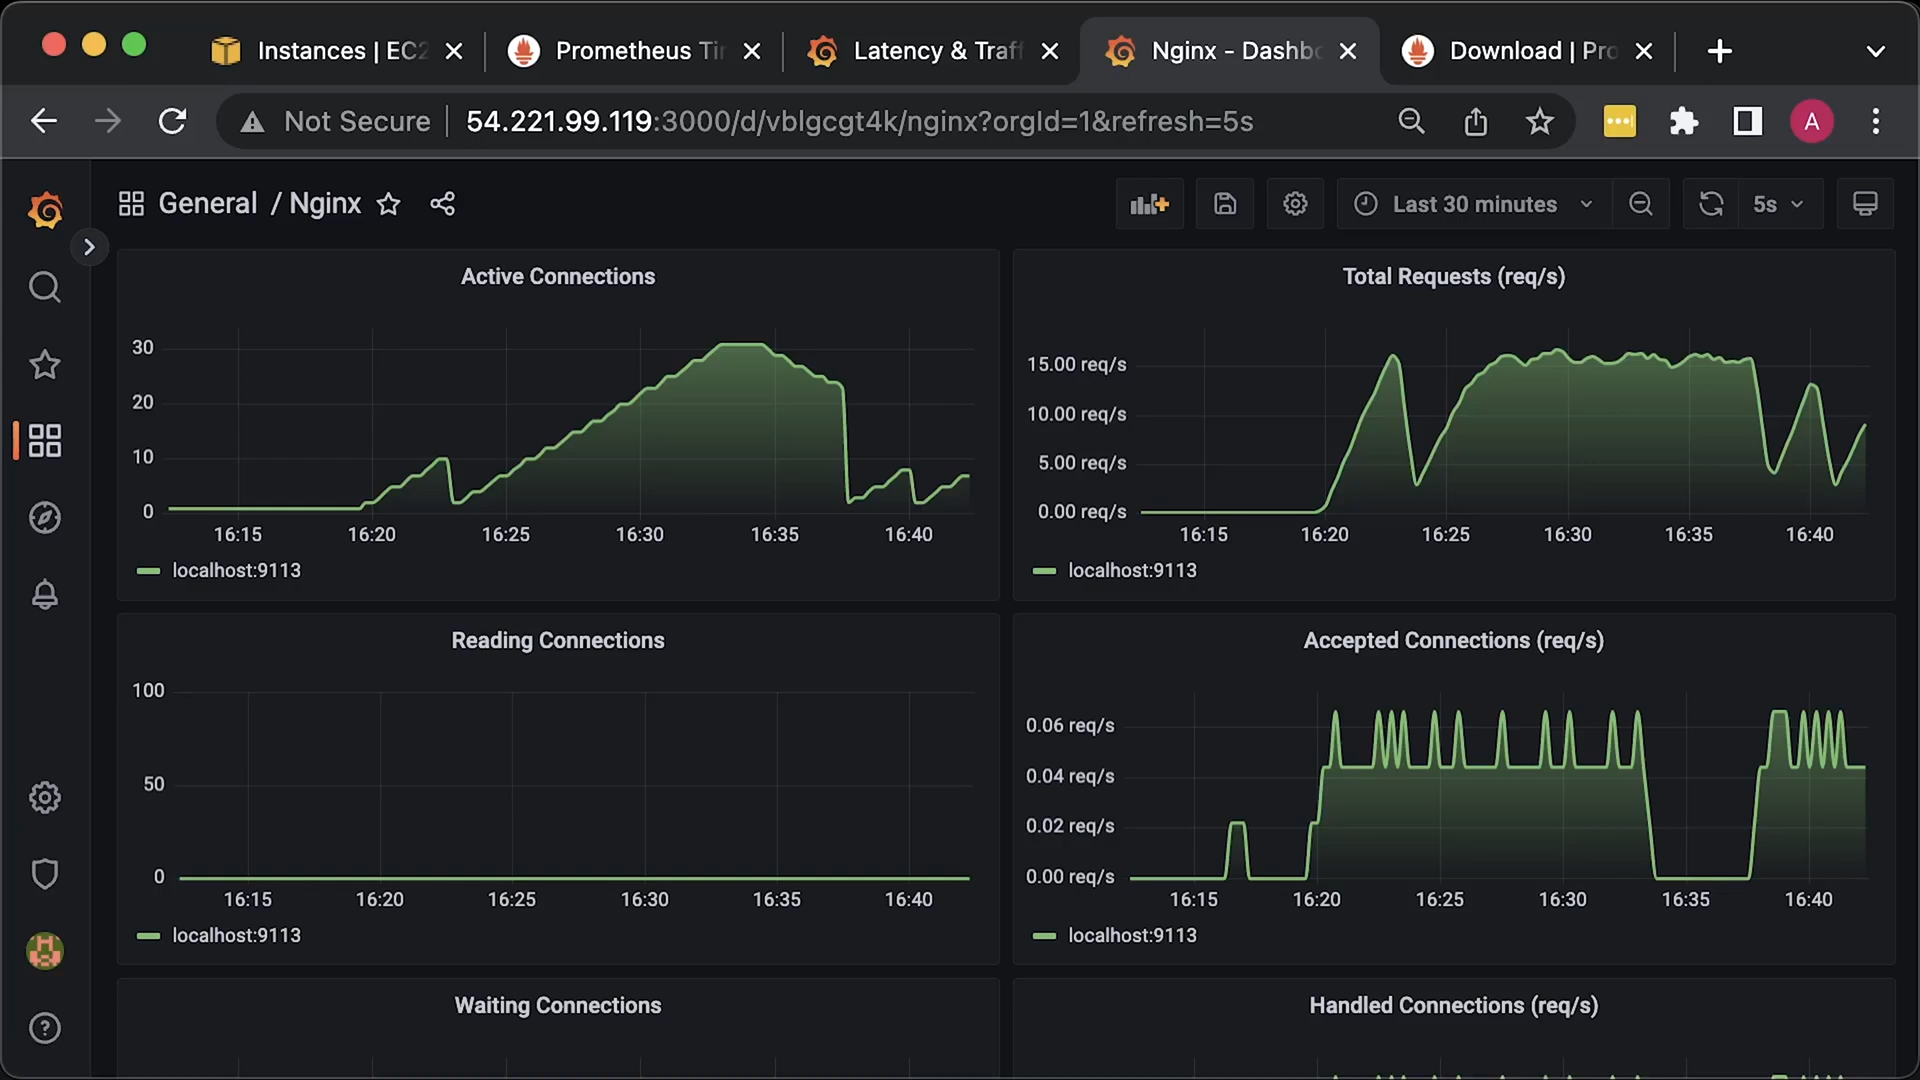 Instances | EC2
Prometheus Tir
Latency & Traff
Nginx - Dashbo
Download | Pro
Not Secure
54.221.99.119:3000/d/vblgcgt4k/nginx?orgId=1&refresh=5s
A
General / Nginx
Last 30 minutes
5s
Active Connections
30
20
10
0
16:15 16:20 16:25 16:30 16:35 16:40
localhost:9113
Total Requests (req/s)
15.00 req/s
10.00 req/s
5.00 req/s
0.00 req/s
16:15 16:20 16:25 16:30 16:35 16:40
localhost:9113
Reading Connections
100
50
0
16:15 16:20 16:25 16:30 16:35 16:40
localhost:9113
Accepted Connections (req/s)
0.06 req/s
0.04 req/s
0.02 req/s
0.00 req/s
16:15 16:20 16:25 16:30 16:35 16:40
localhost:9113
Waiting Connections
Handled Connections (req/s)